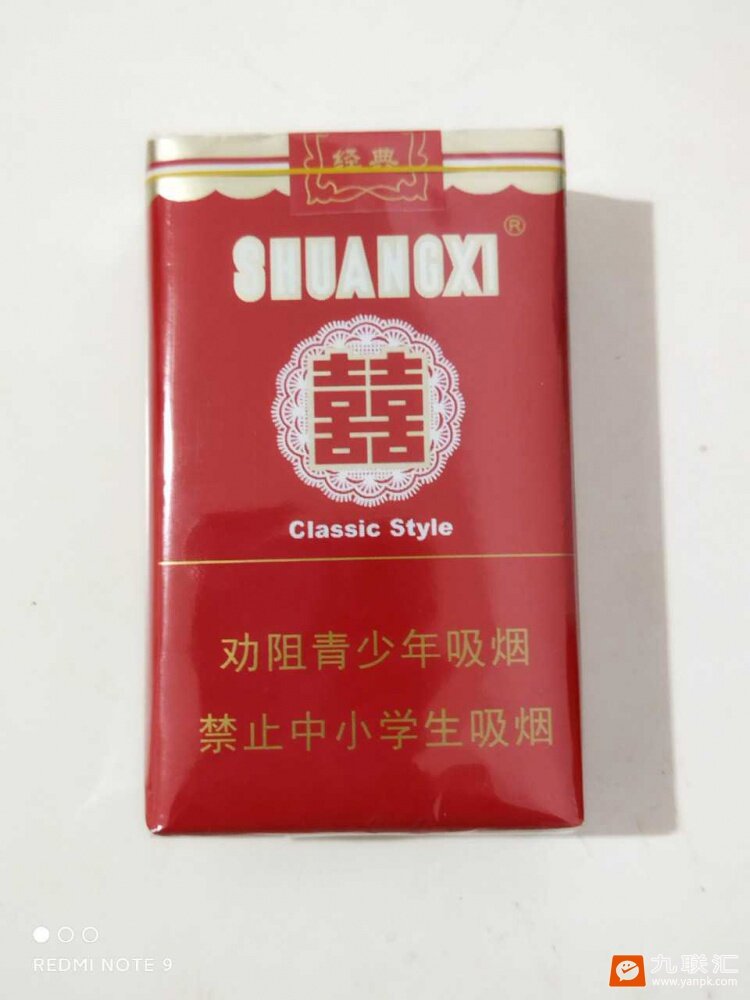 经典
SHUANGXI®
囍
Classic Style
劝阻青少年吸烟
禁止中小学生吸烟
REDMI NOTE 9
九联汇
www.yanpk.com